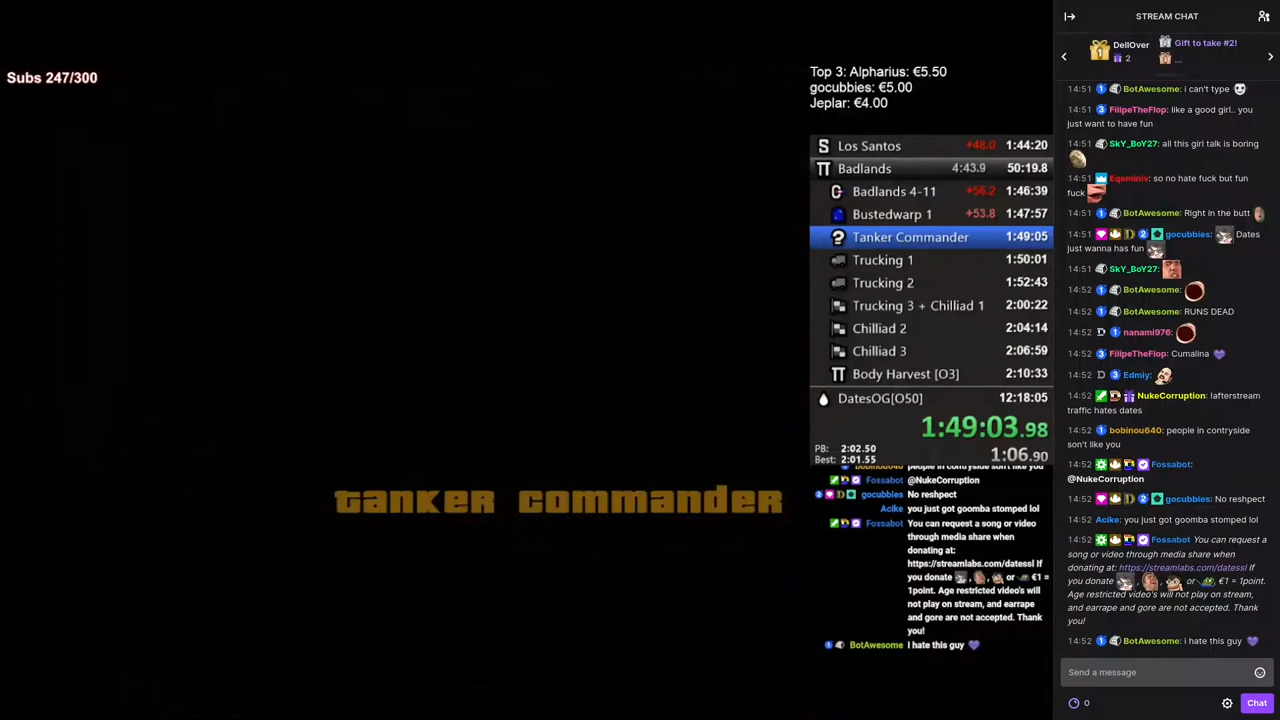 Subs 247/300
Top 3: Alpharius: €5.50
gocubbies: €5.00
Jeplar: €4.00
Los Santos +48.0 1:44:20
Badlands 4:43.9 50:19.8
Badlands 4-11 +56.2 1:46:39
Bustedwarp 1 +53.8 1:47:57
Tanker Commander 1:49:05
Trucking 1 1:50:01
Trucking 2 1:52:43
Trucking 3 + Chilliad 1 2:00:22
Chilliad 2 2:04:14
Chilliad 3 2:06:59
Body Harvest [O3] 2:10:33
DatesOG[O50] 12:18:05
1:49:03.98
PB: 2:02.50
Best: 2:01.55
1:06.90
tanker commander
Fossabot @NukeCorruption
gocubbies No reshpect
Acike you just got goomba stomped lol
Fossabot You can request a song or video
through media share when
donating at:
https://streamlabs.com/datessl If
you donate , , or €1 =
1point. Age restricted video's will
not play on stream, and earrape
and gore are not accepted. Thank
you!
BotAwesome I hate this guy
STREAM CHAT
DellOver
2
Gift to take #2!
...
14:51 BotAwesome: i can't type
14:51 FilipeTheFlop: like a good girl.. you
just want to have fun
14:51 SkY_BoY27: all this girl talk is boring
14:51 Eqeminiv: so no hate fuck but fun
fuck
14:51 BotAwesome: Right in the butt
14:51 gocubbies: Dates
just wanna has fun
14:51 SkY_BoY27:
14:52 BotAwesome:
14:52 BotAwesome: RUNS DEAD
14:52 nanami976:
14:52 FilipeTheFlop: Cumalina
14:52 Edmiy:
14:52 NukeCorruption: !afterstream
traffic hates dates
14:52 bobinou640: people in contryside
son't like you
14:52 Fossabot:
@NukeCorruption
14:52 gocubbies: No reshpect
14:52 Acike: you just got goomba stomped lol
14:52 Fossabot You can request a
song or video through media share when
donating at: https://streamlabs.com/datessl If
you donate , , or €1 = 1point.
Age restricted video's will not play on stream,
and earrape and gore are not accepted. Thank
you!
14:52 BotAwesome: i hate this guy
Send a message
0
Chat